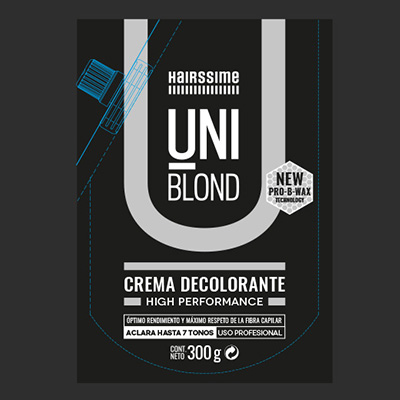 HAIRSSIME
UNI
BLOND
NEW
PRO-B-WAX
TECHNOLOGY
CREMA DECOLORANTE
HIGH PERFORMANCE
ÓPTIMO RENDIMIENTO Y MÁXIMO RESPETO DE LA FIBRA CAPILAR
ACLARA HASTA 7 TONOS USO PROFESIONAL
CONT.
NETO 300 g